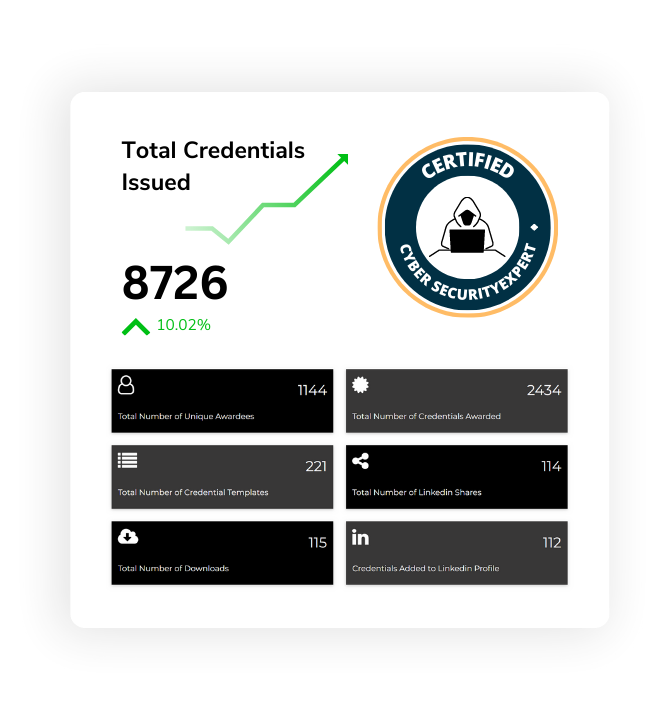 Total Credentials
Issued
CERTIFIED
CYBER SECURITYEXPERT
8726
10.02%
1144
Total Number of Unique Awardees
2434
Total Number of Credentials Awarded
221
Total Number of Credential Templates
114
Total Number of Linkedin Shares
115
Total Number of Downloads
in
112
Credentials Added to Linkedin Profile